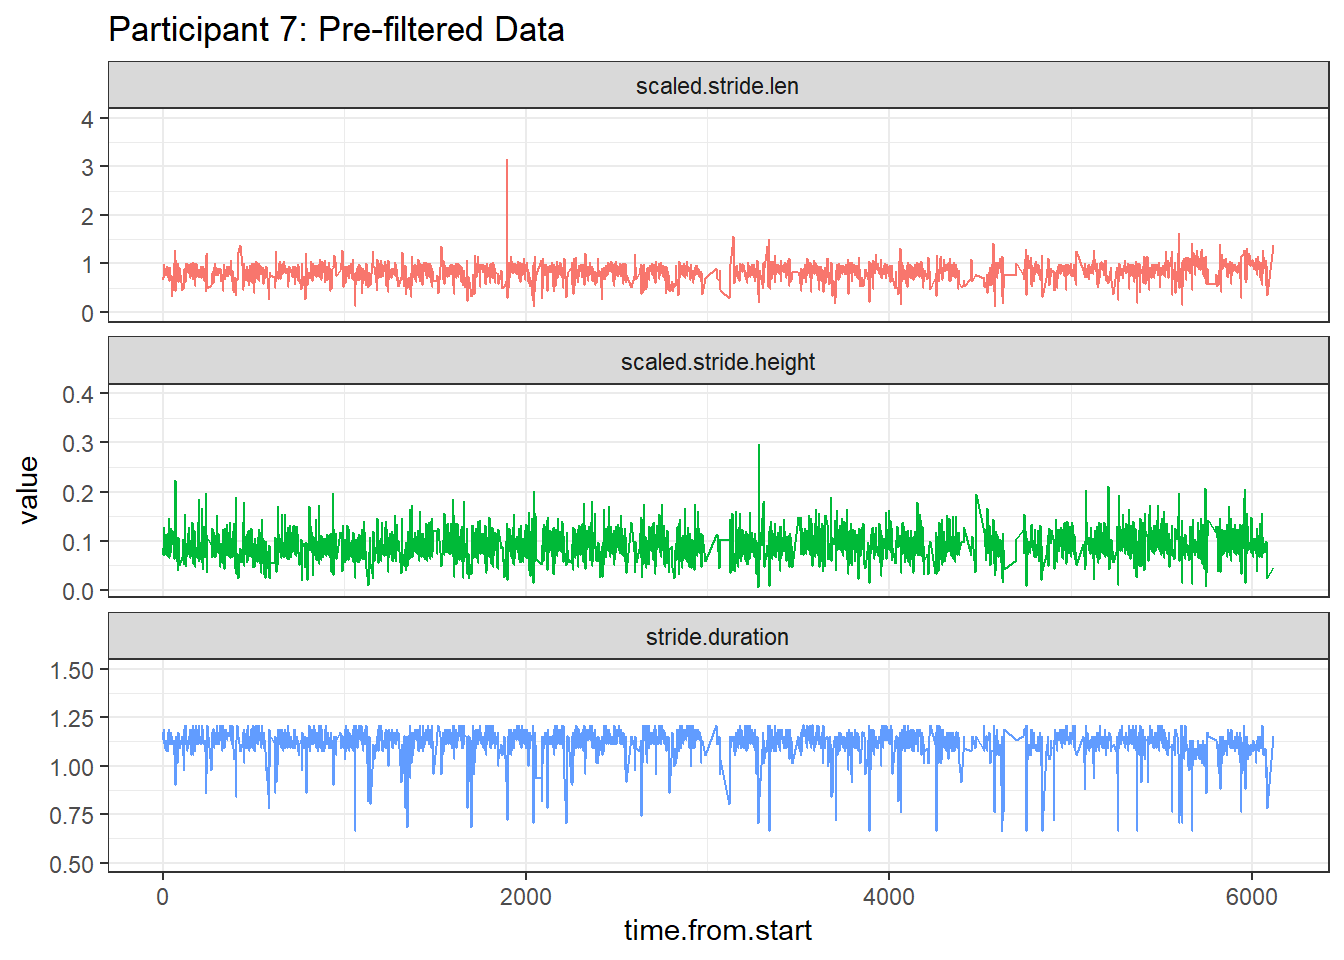 Participant 7: Pre-filtered Data
scaled.stride.len
4
3
2
1
0
scaled.stride.height
0.4
0.3
0.2
0.1
0.0
value
stride.duration
1.50
1.25
1.00
0.75
0.50
0 2000 4000 6000
time.from.start